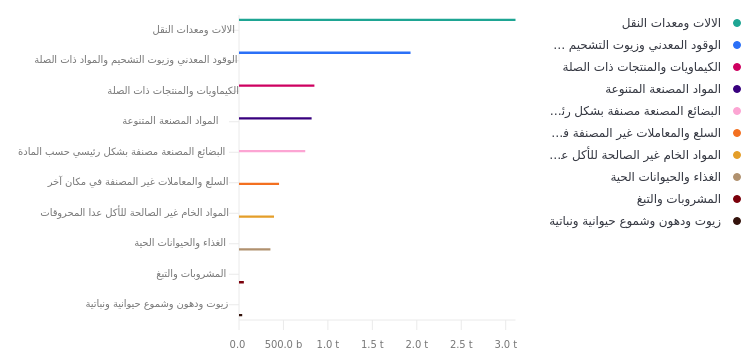 الالات ومعدات النقل
الوقود المعدني وزيوت التشحيم والمواد ذات الصلة
الكيماويات والمنتجات ذات الصلة
المواد المصنعة المتنوعة
البضائع المصنعة مصنفة بشكل رئيسي حسب المادة
السلع والمعاملات غير المصنفة في مكان آخر
المواد الخام غير الصالحة للأكل عدا المحروقات
الغذاء والحيوانات الحية
المشروبات والتبغ
زيوت ودهون وشموع حيوانية ونباتية
0.0 500.0 b 1.0 t 1.5 t 2.0 t 2.5 t 3.0 t
الالات ومعدات النقل
الوقود المعدني وزيوت التشحيم ...
الكيماويات والمنتجات ذات الصلة
المواد المصنعة المتنوعة
البضائع المصنعة مصنفة بشكل رئ...
السلع والمعاملات غير المصنفة ف...
المواد الخام غير الصالحة للأكل ع...
الغذاء والحيوانات الحية
المشروبات والتبغ
زيوت ودهون وشموع حيوانية ونباتية